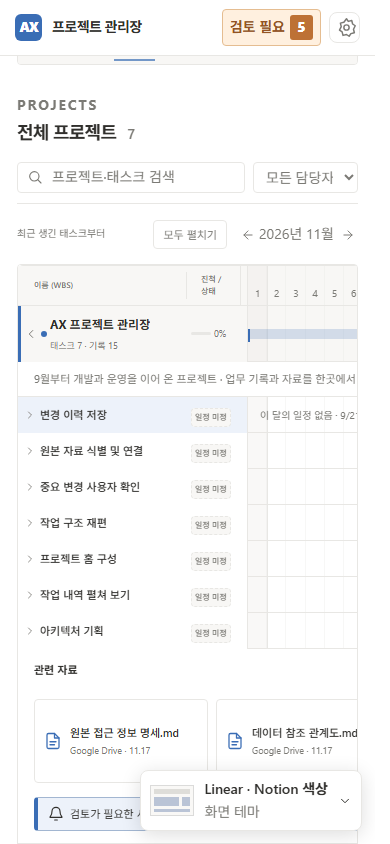 AX 프로젝트 관리장
검토 필요 5
PROJECTS
전체 프로젝트 7
프로젝트·태스크 검색
모든 담당자
최근 생긴 태스크부터
모두 펼치기
← 2026년 11월 →
이름 (WBS)
진척 /
상태
1 2 3 4 5 6
AX 프로젝트 관리장
태스크 7 · 기록 15
0%
9월부터 개발과 운영을 이어 온 프로젝트 · 업무 기록과 자료를 한곳에서
변경 이력 저장
일정 미정
이 달의 일정 없음 · 9/2
원본 자료 식별 및 연결
일정 미정
중요 변경 사용자 확인
일정 미정
작업 구조 재편
일정 미정
프로젝트 홈 구성
일정 미정
작업 내역 펼쳐 보기
일정 미정
아키텍처 기획
일정 미정
관련 자료
원본 접근 정보 명세.md
Google Drive · 11.17
데이터 참조 관계도.md
Google Drive · 11.17
검토가 필요한
Linear · Notion 색상
화면 테마